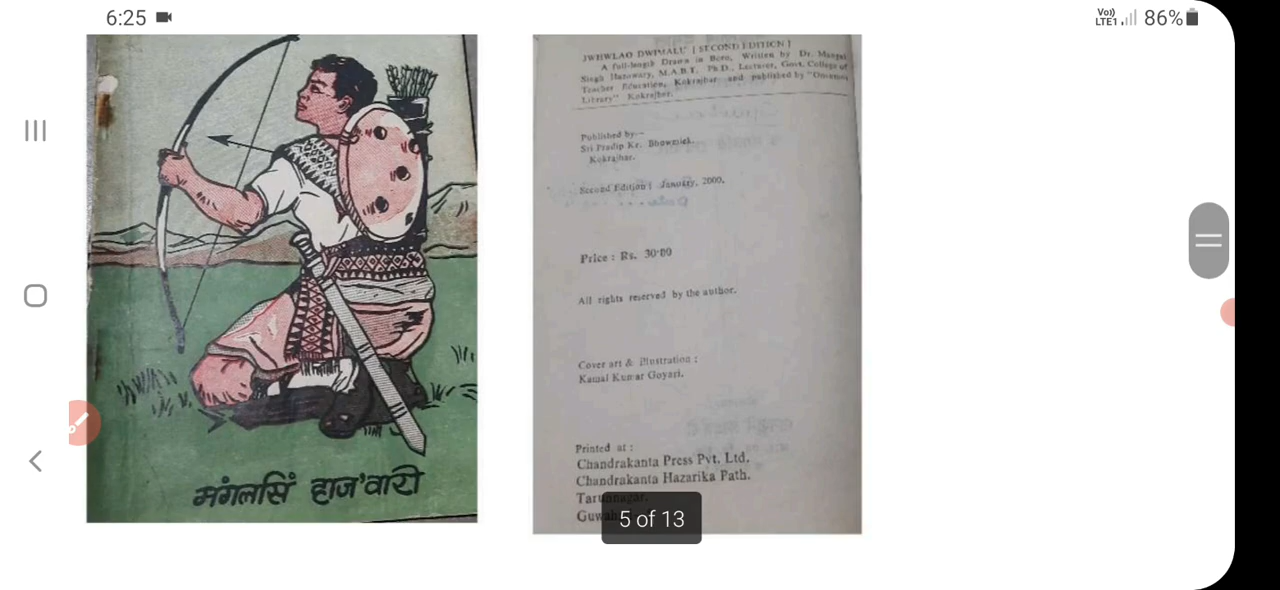 6:25
Vo)) LTE1
86%
मंगलसिं हाज'वारी
JWHWLAO DWIMALU [ SECOND EDITION ]
A full-length Drama in Boro, Written by Dr. Mangal
Singh Hazowary, M.A.B.T. Ph.D., Lecturer, Govt. College of
Teacher Education, Kokrajhar and published by
Library" Kokrajhar.
Published by:-
Sri Pradip Kr. Bhowmick.
Kokrajhar.
Second Edition : January, 2000.
Price : Rs. 30·00
All rights reserved by the author.
Cover art & illustration :
Kamal Kumar Goyari.
Printed at :
Chandrakanta Press Pvt. Ltd.
Chandrakanta Hazarika Path.
5 of 13